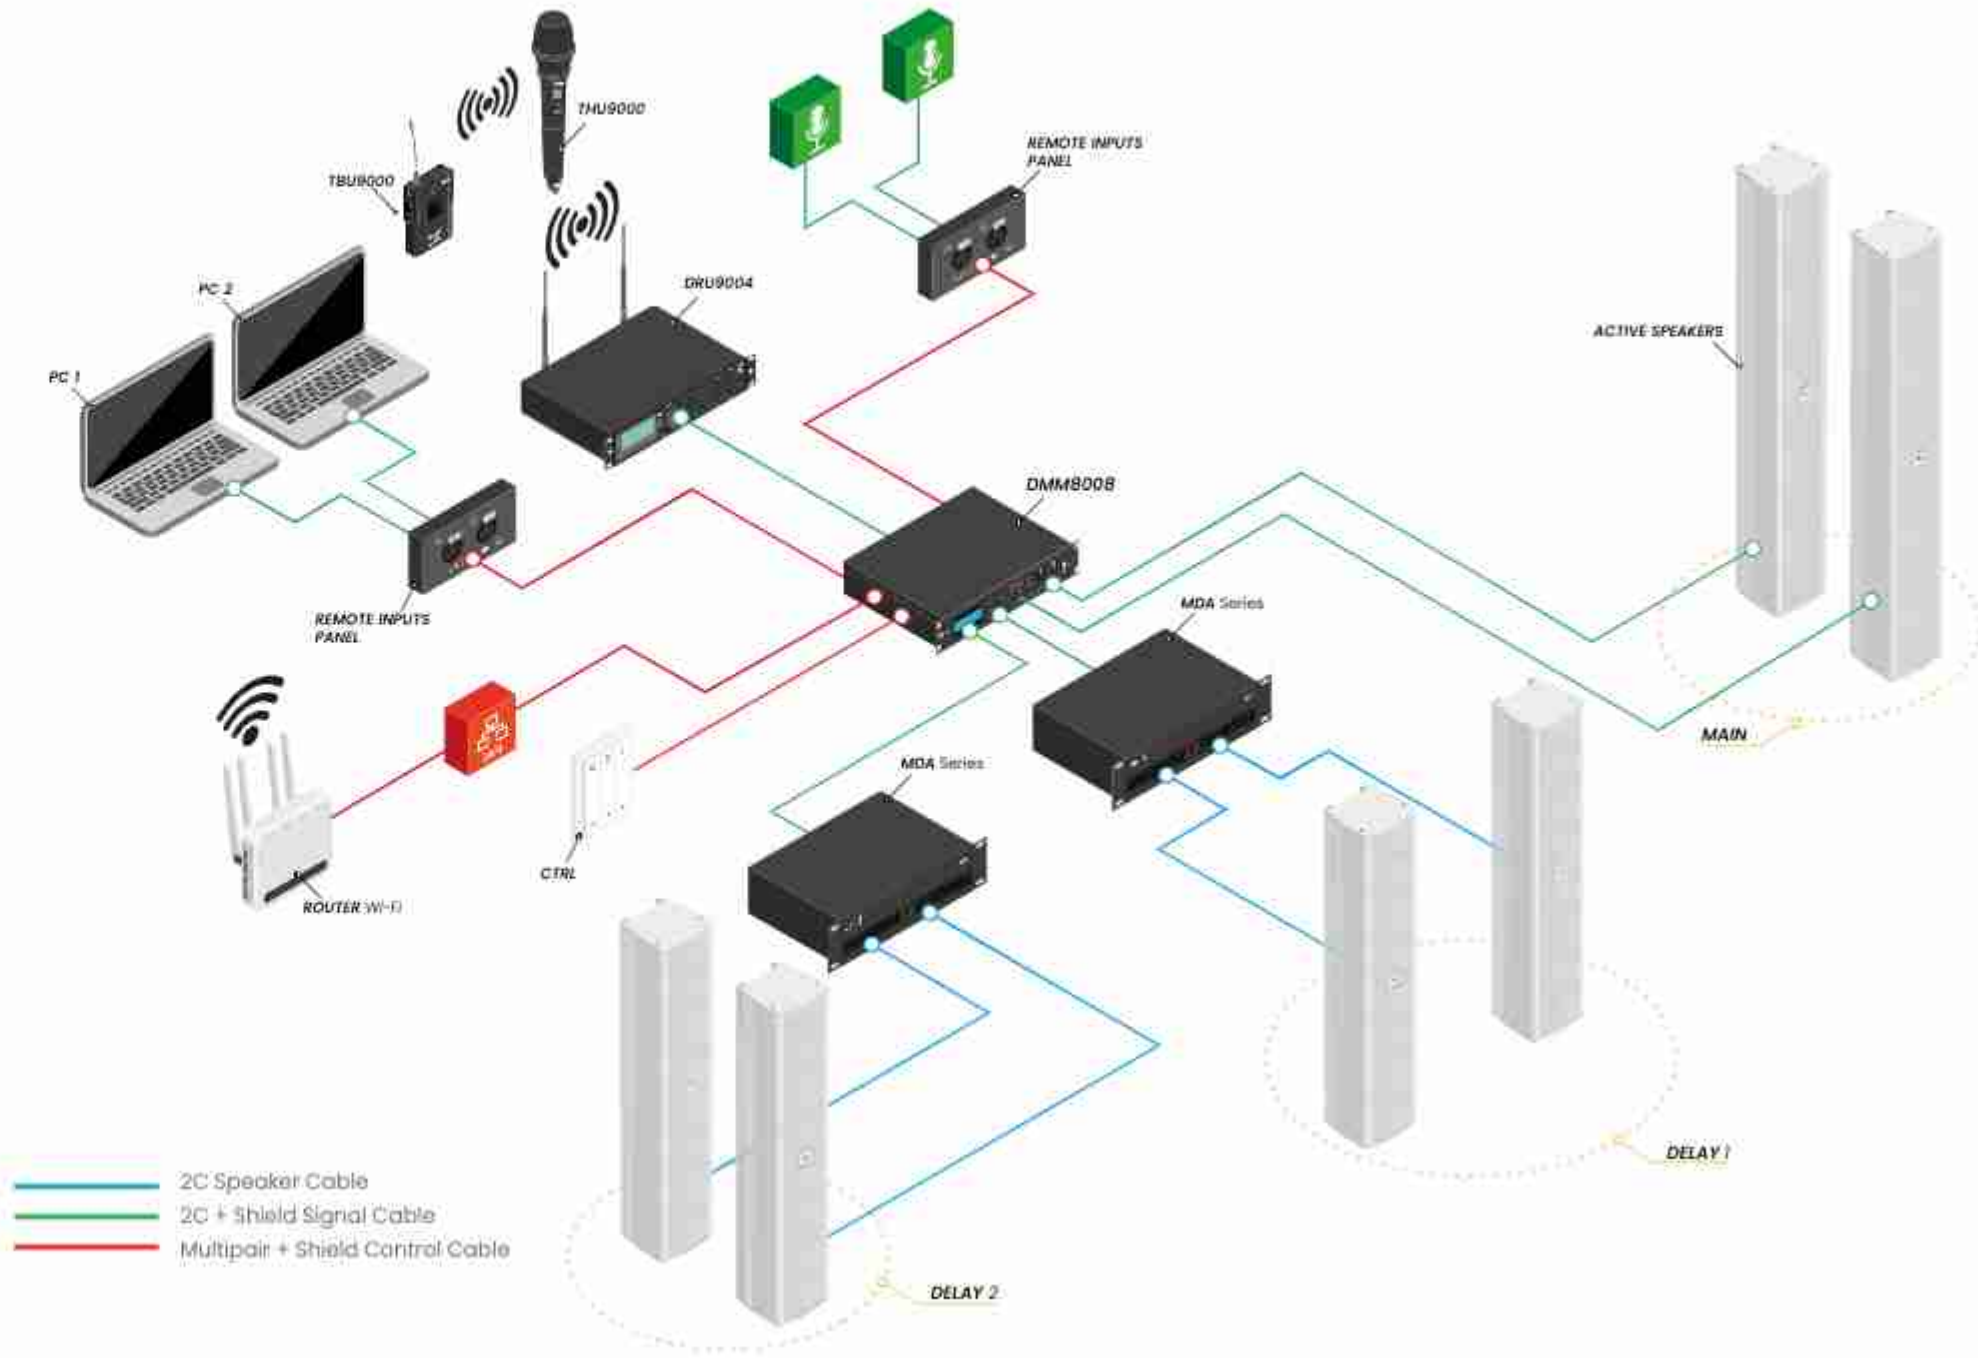 THU9000
TBU9000
REMOTE INPUTS
PANEL
PC 2
DRU9004
ACTIVE SPEAKERS
PC 1
DMM8008
REMOTE INPUTS
PANEL
MDA Series
MAIN
MDA Series
CTRL
ROUTER WI-FI
DELAY 1
2C Speaker Cable
2C + Shield Signal Cable
Multipair + Shield Control Cable
DELAY 2